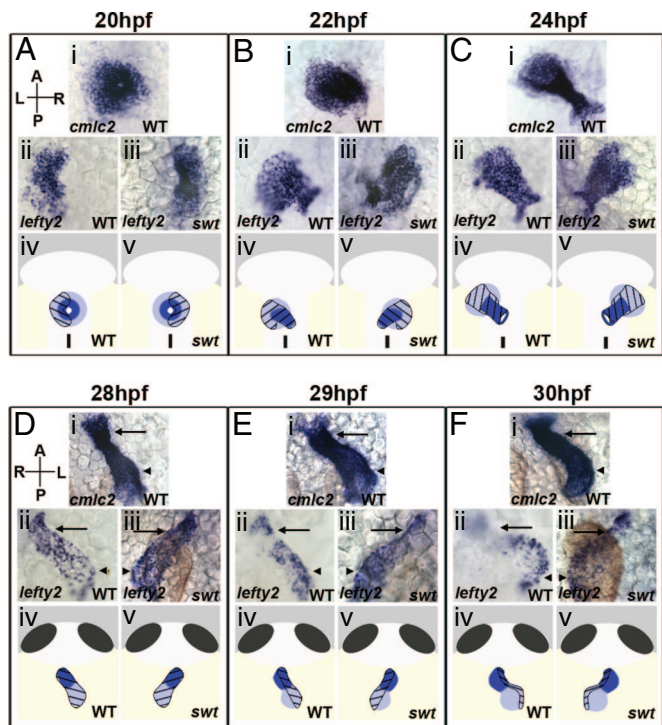 20hpf 22hpf 24hpf
A i B i C i
A
L R
P
cmlc2 WT cmlc2 WT cmlc2 WT
ii iii ii iii ii iii
lefty2 WT lefty2 swt lefty2 WT lefty2 swt lefty2 WT lefty2 swt
iv v iv v iv v
WT swt WT swt WT swt
28hpf 29hpf 30hpf
D i E i F i
A
R L
P
cmlc2 WT cmlc2 WT cmlc2 WT
ii iii ii iii ii iii
lefty2 WT lefty2 swt lefty2 WT lefty2 swt lefty2 WT lefty2 swt
iv v iv v iv v
WT swt WT swt WT swt